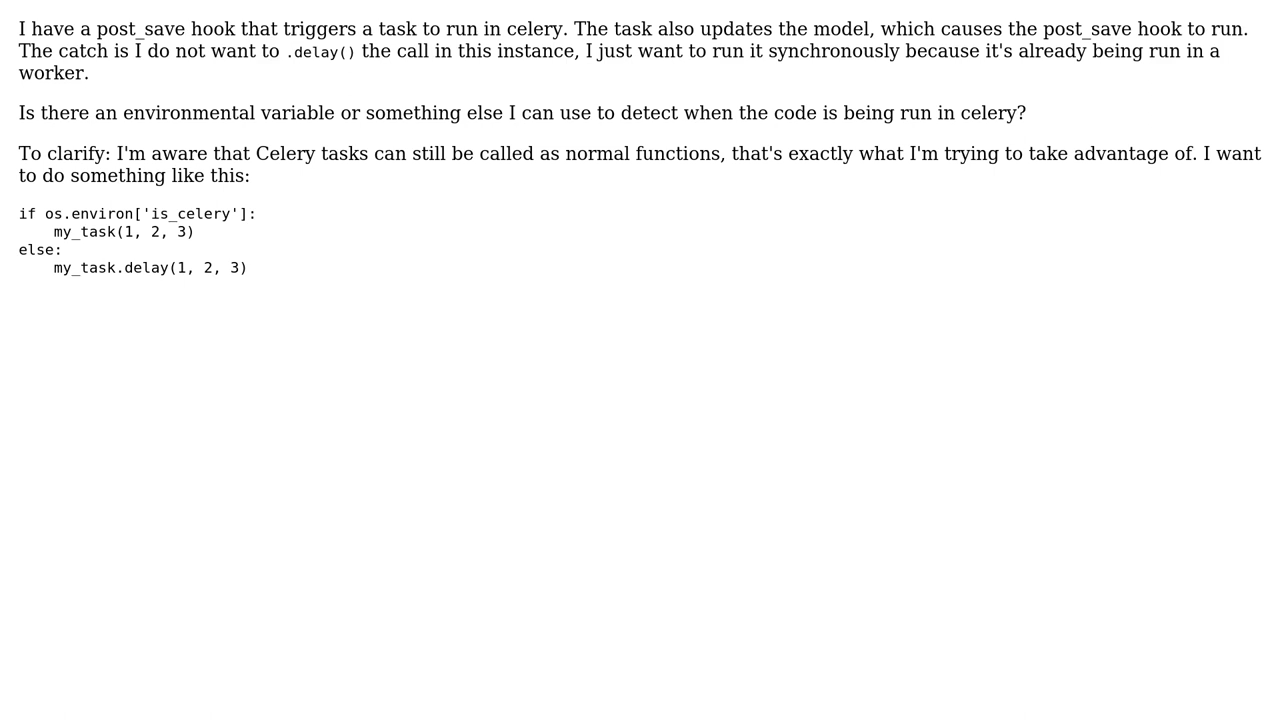 I have a post_save hook that triggers a task to run in celery. The task also updates the model, which causes the post_save hook to run.
The catch is I do not want to .delay() the call in this instance, I just want to run it synchronously because it's already being run in a
worker.
Is there an environmental variable or something else I can use to detect when the code is being run in celery?
To clarify: I'm aware that Celery tasks can still be called as normal functions, that's exactly what I'm trying to take advantage of. I want
to do something like this:
if os.environ['is_celery']:
    my_task(1, 2, 3)
else:
    my_task.delay(1, 2, 3)